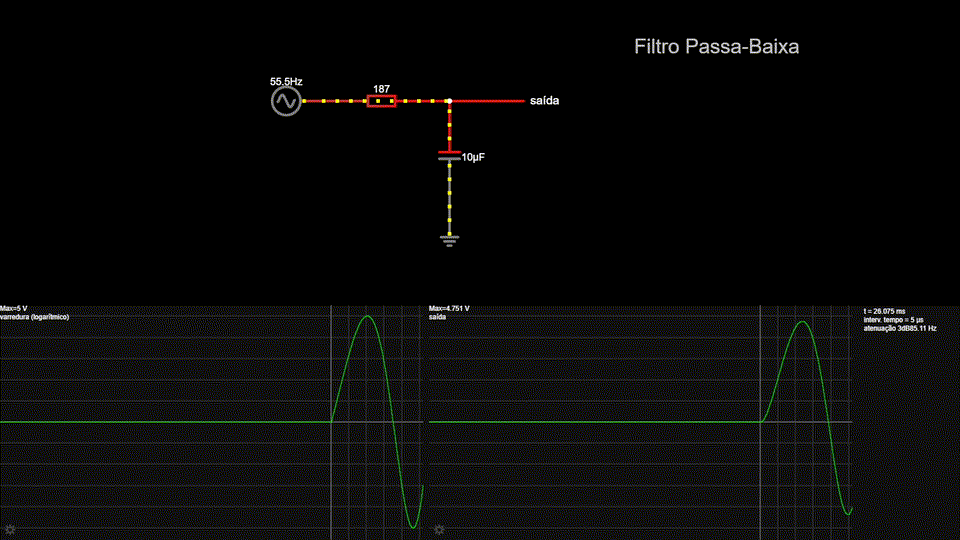 Filtro Passa-Baixa
55.5Hz
187
saída
10µF
Max=5 V
varredura (logarítmico)
Max=4.751 V
saída
t = 26.075 ms
interv. tempo = 5 µs
atenuação 3dB85.11 Hz